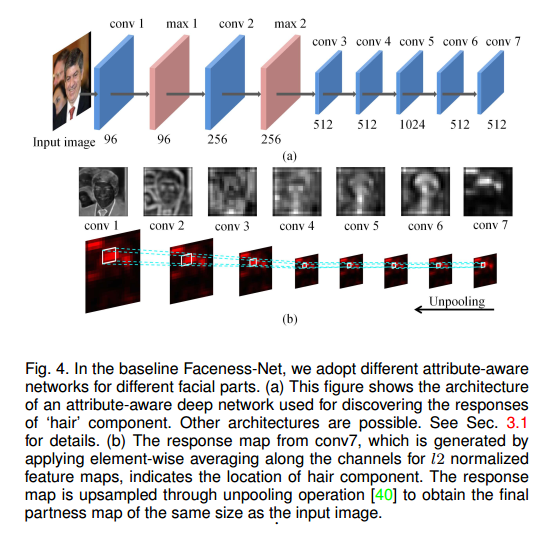 conv 1 max 1 conv 2 max 2
conv 3 conv 4 conv 5 conv 6 conv 7
Input image 96 96 256 256 512 512 1024 512 512
(a)
conv 1 conv 2 conv 3 conv 4 conv 5 conv 6 conv 7
Unpooling
(b)
Fig. 4. In the baseline Faceness-Net, we adopt different attribute-aware
networks for different facial parts. (a) This figure shows the architecture
of an attribute-aware deep network used for discovering the responses
of ‘hair’ component. Other architectures are possible. See Sec. 3.1
for details. (b) The response map from conv7, which is generated by
applying element-wise averaging along the channels for l2 normalized
feature maps, indicates the location of hair component. The response
map is upsampled through unpooling operation [40] to obtain the final
partness map of the same size as the input image.